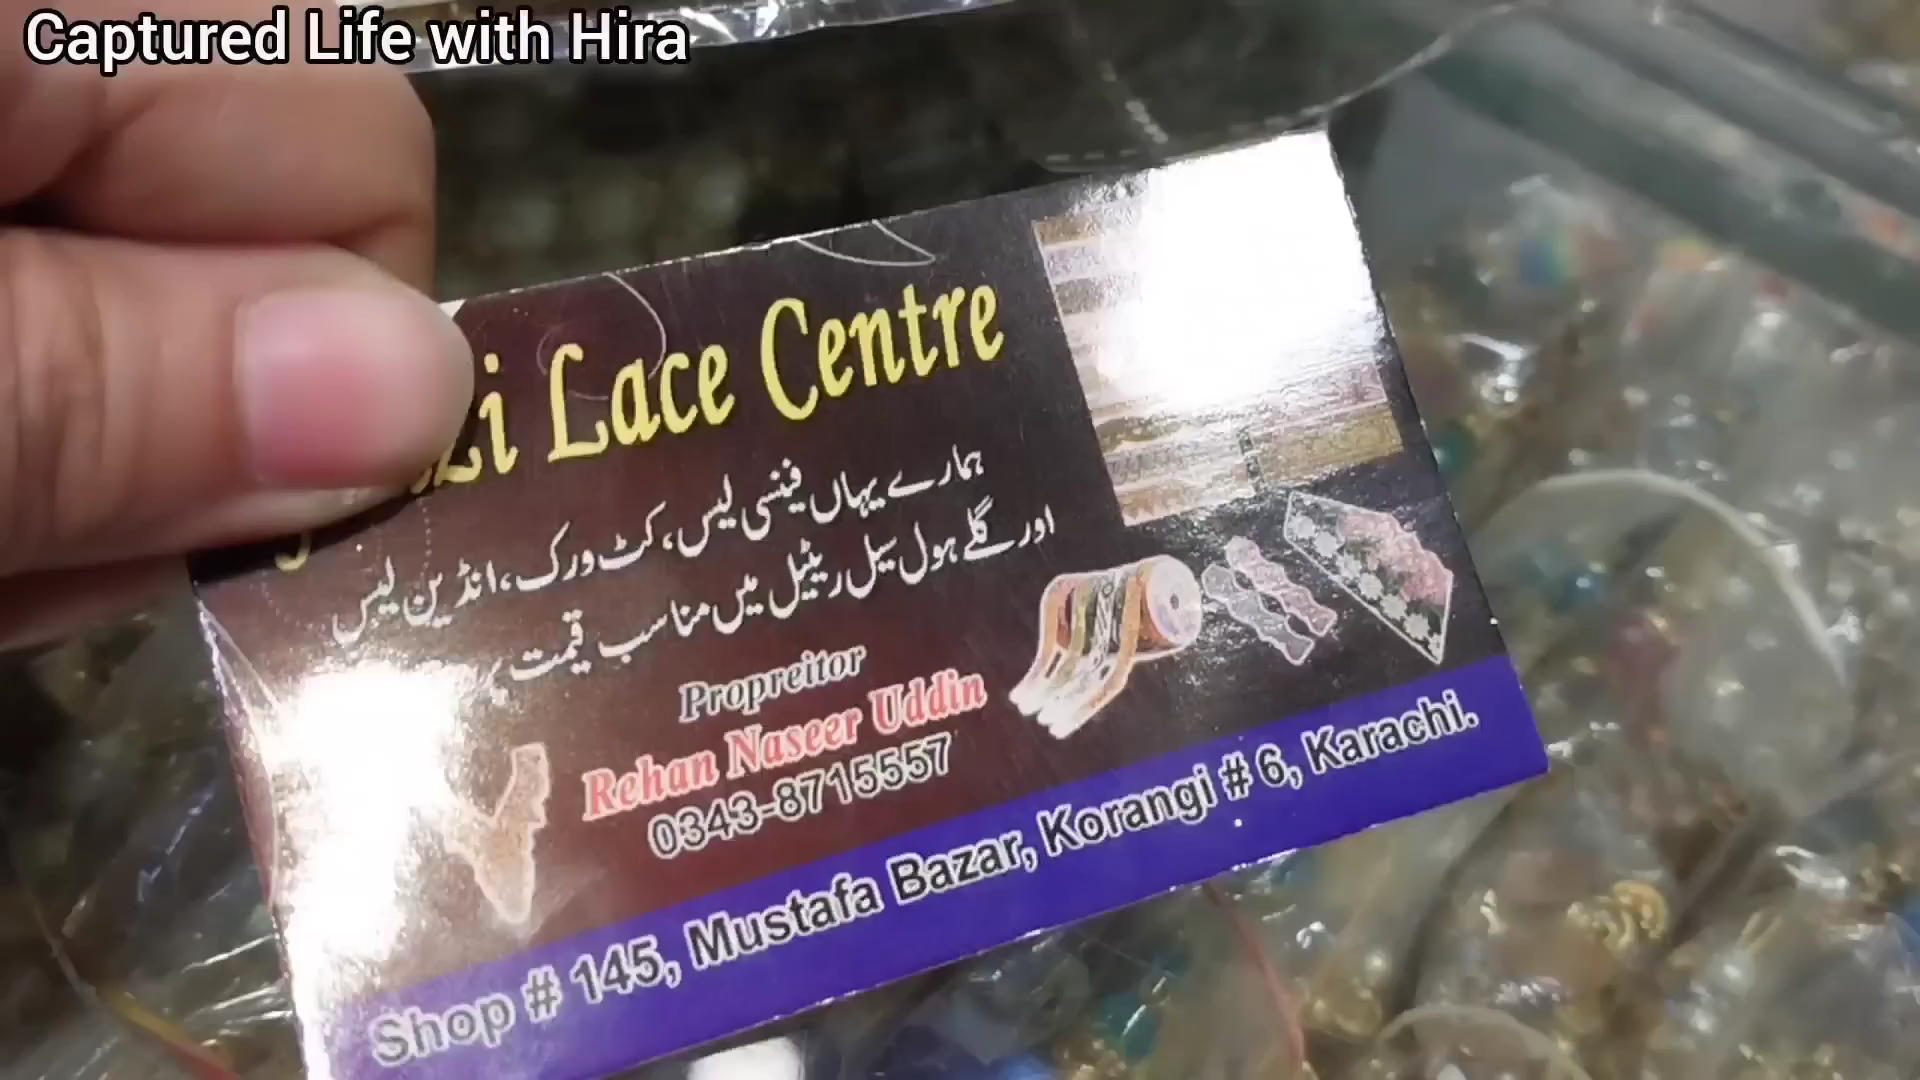 Captured Life with Hira
Lace Centre
ہمارے یہاں فینسی لیس، کٹ ورک، انڈین لیس
اور گلے ہول سیل ریٹیل میں مناسب قیمت پر
Propreitor
Rehan Naseer Uddin
0343-8715557
Shop # 145, Mustafa Bazar, Korangi # 6, Karachi.